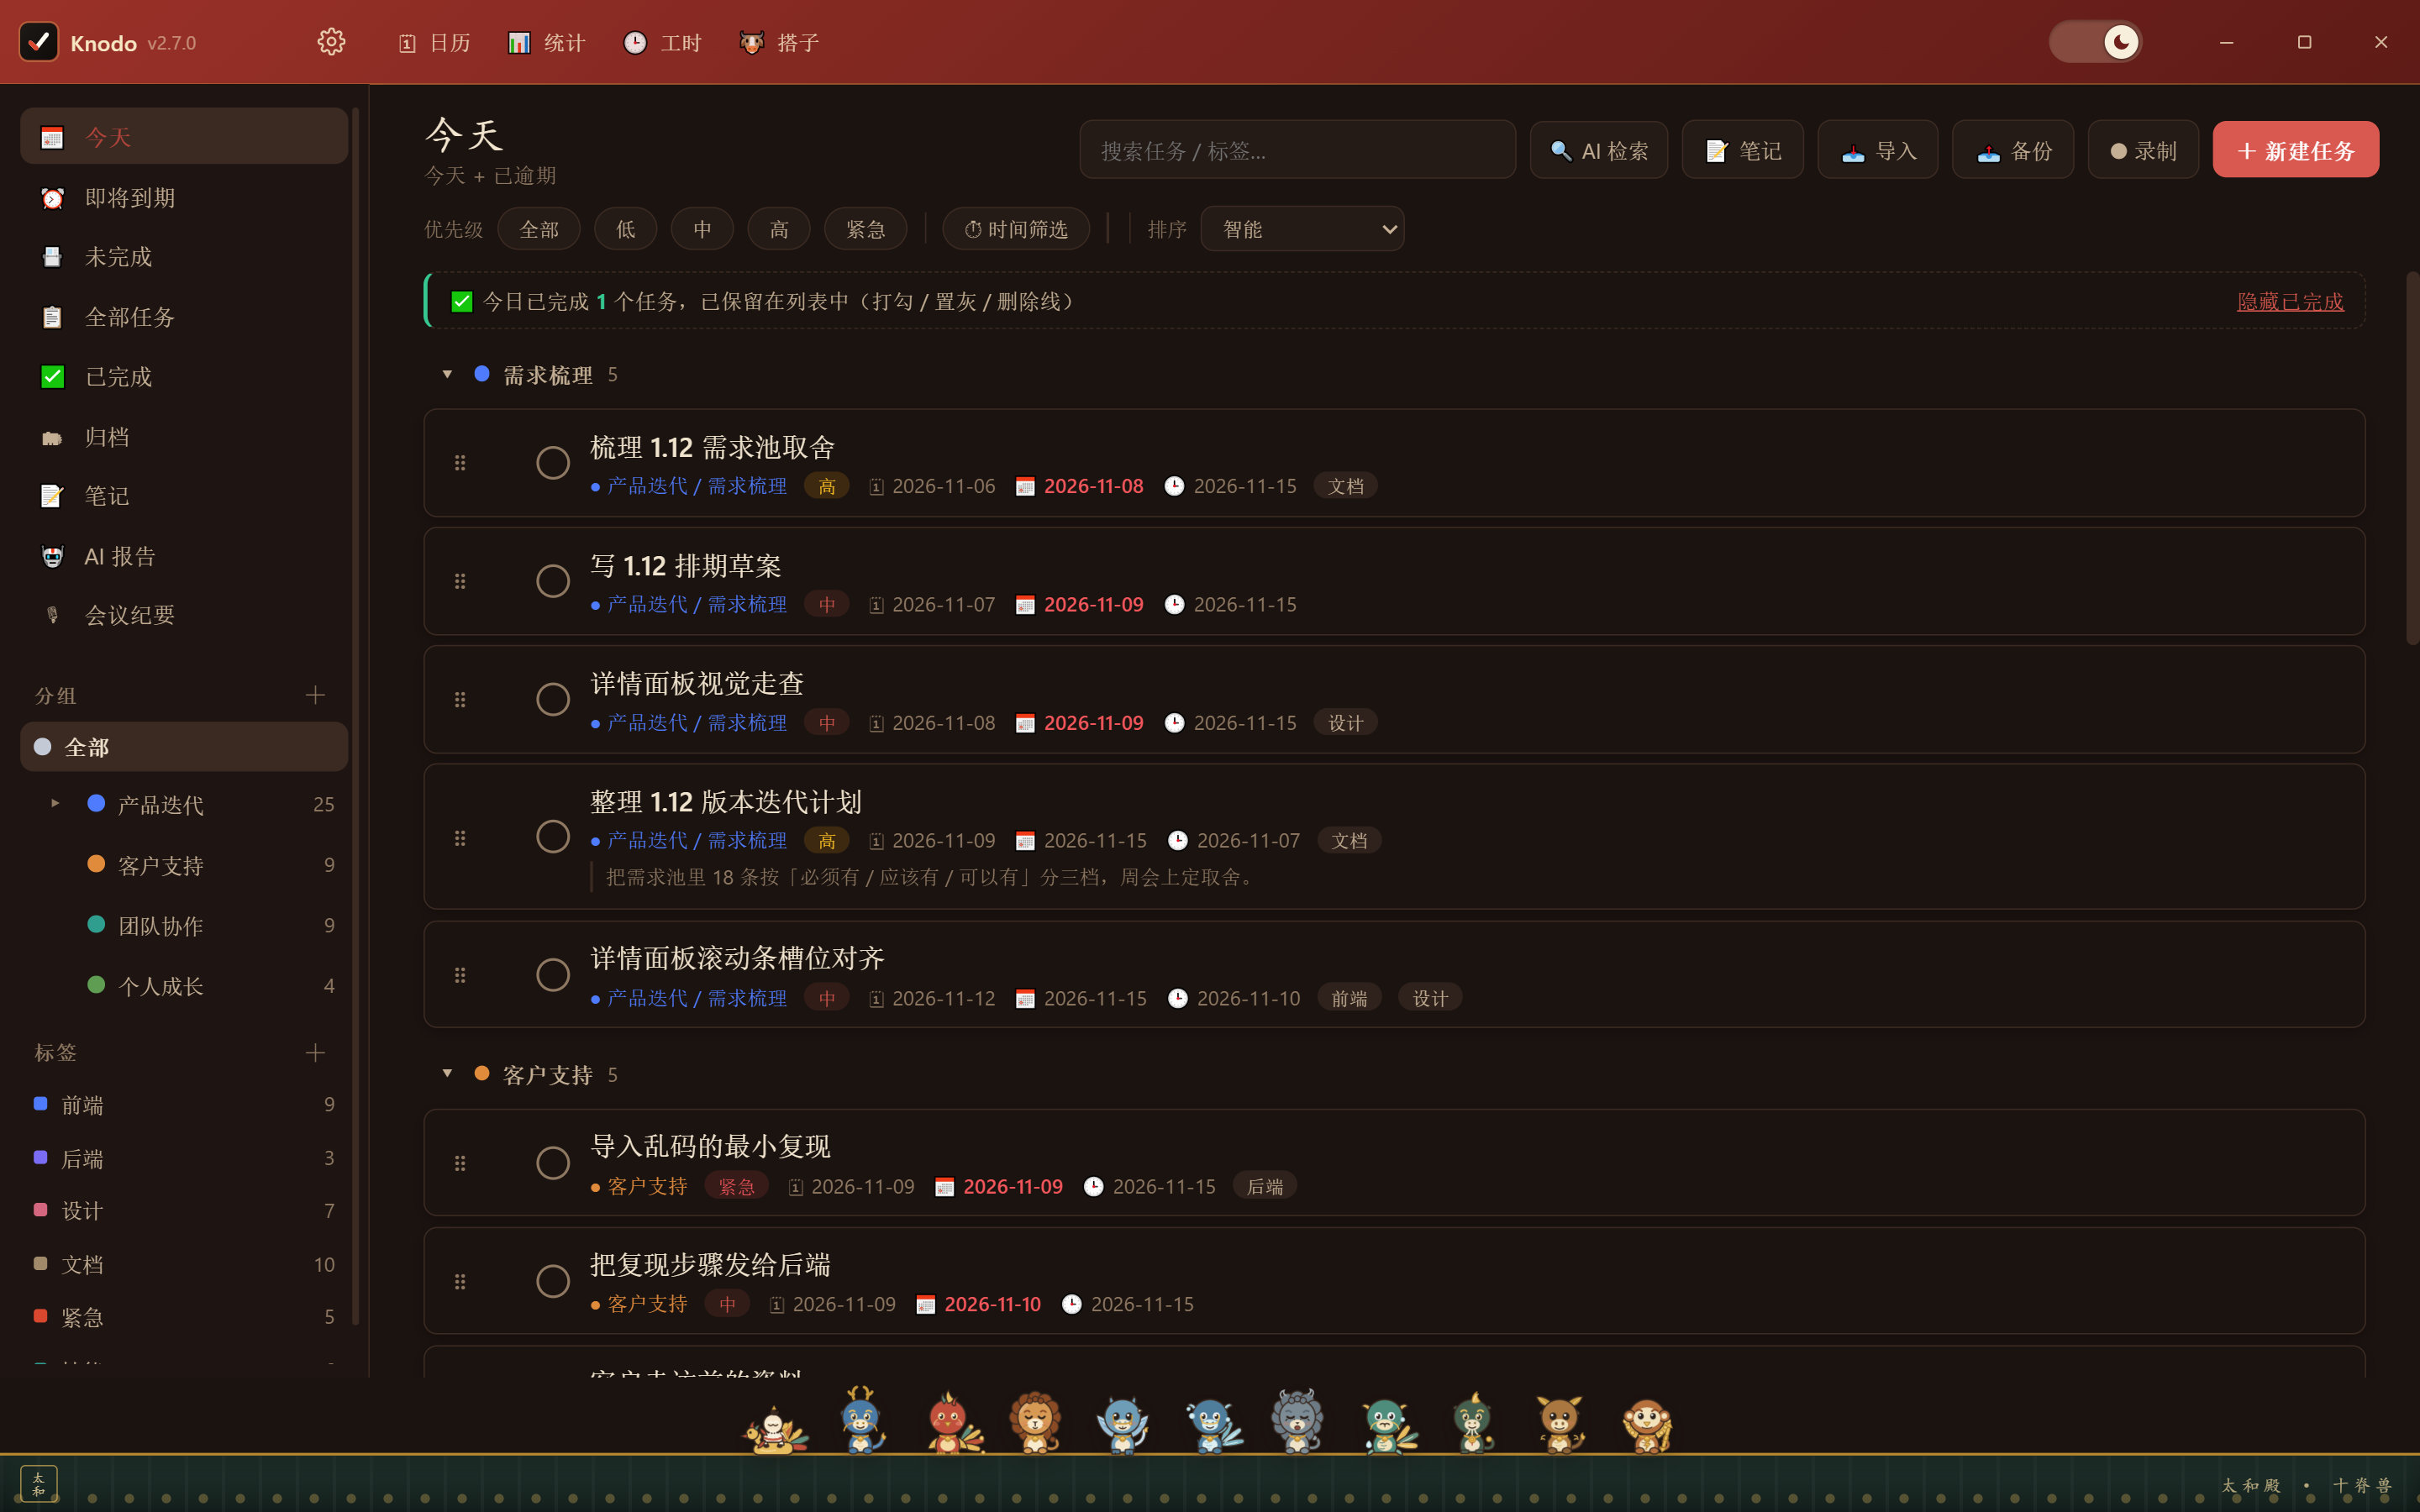 Knodo v2.7.0
日历 统计 工时 搭子
今天
即将到期
未完成
全部任务
已完成
归档
笔记
AI 报告
会议纪要
分组
全部
产品迭代 25
客户支持 9
团队协作 9
个人成长 4
标签
前端 9
后端 3
设计 7
文档 10
紧急 5
今天
今天 + 已逾期
搜索任务 / 标签... AI 检索 笔记 导入 备份 录制 新建任务
优先级 全部 低 中 高 紧急 时间筛选 排序 智能
今日已完成 1 个任务，已保留在列表中（打勾 / 置灰 / 删除线） 隐藏已完成
需求梳理 5
梳理 1.12 需求池取舍
产品迭代 / 需求梳理 高 2026-11-06 2026-11-08 2026-11-15 文档
写 1.12 排期草案
产品迭代 / 需求梳理 中 2026-11-07 2026-11-09 2026-11-15
详情面板视觉走查
产品迭代 / 需求梳理 中 2026-11-08 2026-11-09 2026-11-15 设计
整理 1.12 版本迭代计划
产品迭代 / 需求梳理 高 2026-11-09 2026-11-15 2026-11-07 文档
把需求池里 18 条按「必须有 / 应该有 / 可以有」分三档，周会上定取舍。
详情面板滚动条槽位对齐
产品迭代 / 需求梳理 中 2026-11-12 2026-11-15 2026-11-10 前端 设计
客户支持 5
导入乱码的最小复现
客户支持 紧急 2026-11-09 2026-11-09 2026-11-15 后端
把复现步骤发给后端
客户支持 中 2026-11-09 2026-11-10 2026-11-15
太和
太和殿 • 十脊兽